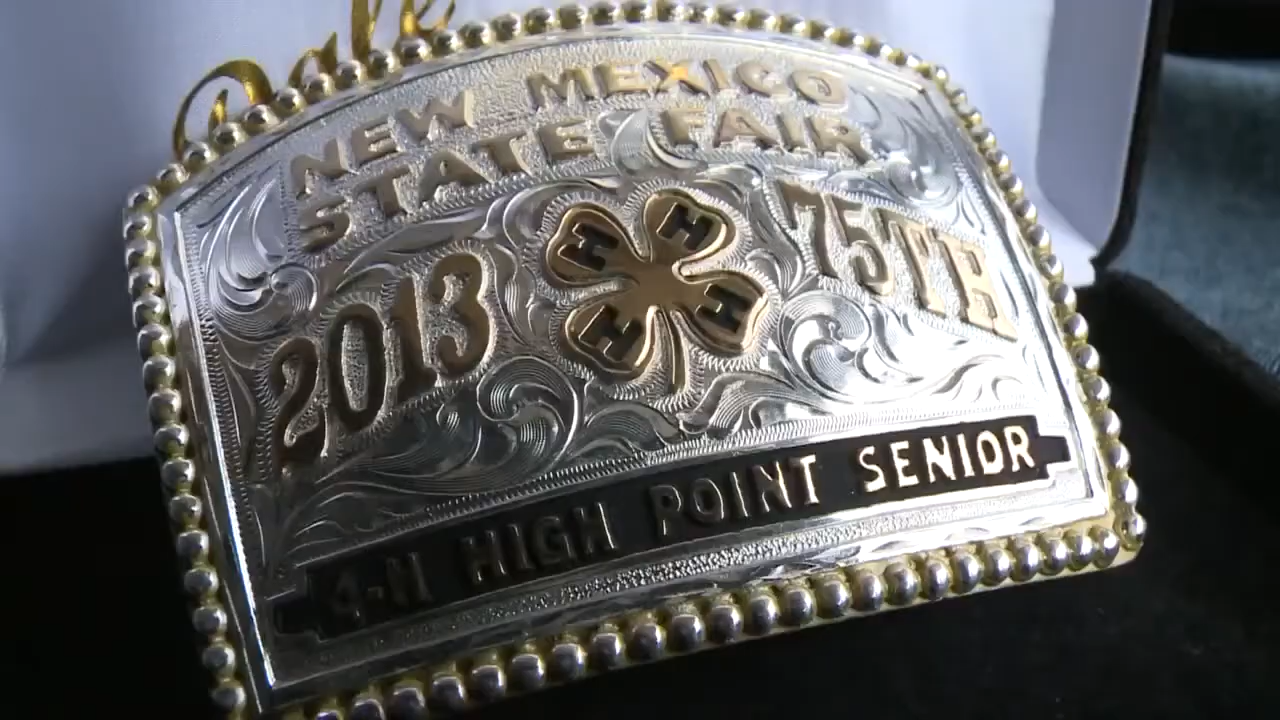 NEW MEXICO
STATE FAIR
2013
75TH
H H
H H
4-H HIGH POINT SENIOR